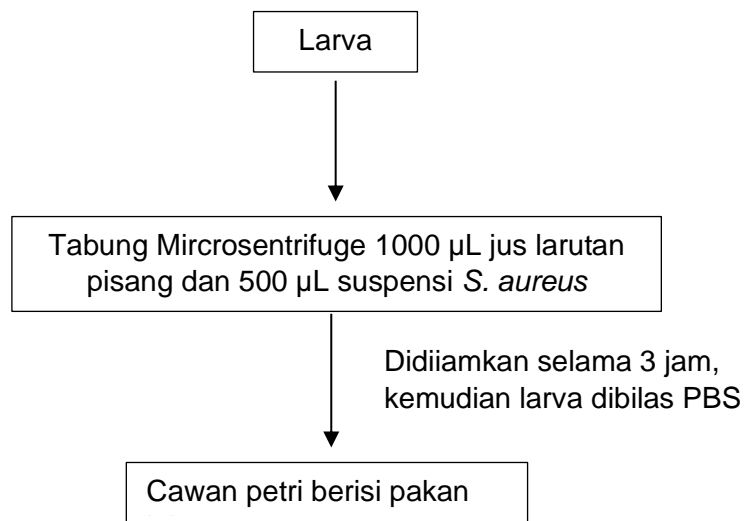 Larva
Tabung Mircrosentrifuge 1000 µL jus larutan
pisang dan 500 µL suspensi S. aureus
Didiiamkan selama 3 jam,
kemudian larva dibilas PBS
Cawan petri berisi pakan